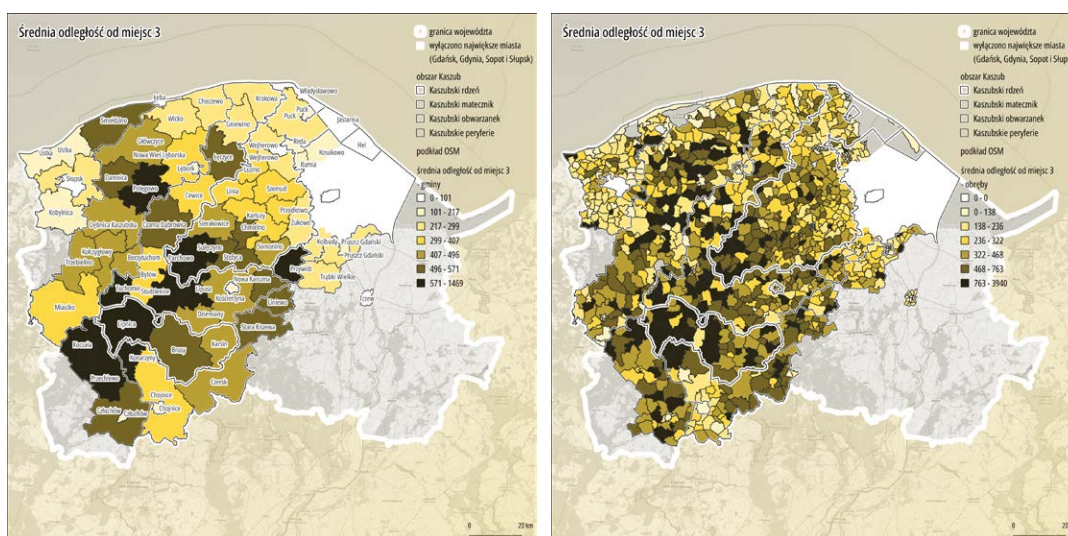 Średnia odległość od miejsc 3
granica województa
wyłączono największe miasta
(Gdańsk, Gdynia, Sopot i Słupsk)
obszar Kaszub
Kaszubski rdzeń
Kaszubski matecznik
Kaszubski obwarzanek
Kaszubskie peryferie
podkład OSM
średnia odległość od miejsc 3
- gminy
0 - 101
101 - 217
217 - 299
299 - 407
407 - 496
496 - 571
571 - 1469
Łeba
Władysławowo
Choczewo
Krokowa
Wicko
Puck
Puck
Smołdzino
Gniewino
Jastarnia
Główczyce
Ustka
Ustka
Nowa Wieś Lęborska
Łęczyce
Wejherowo
Wejherowo
Reda
Kosakowo
Hel
Rumia
Słupsk
Damnica
Potęgowo
Lębork
Luzino
Kobylnica
Cewice
Linia
Szemud
Dębnica Kaszubska
Czarna Dąbrówka
Sierakowice
Kartuzy
Przodkowo
Chmielno
Żukowo
Kołczygłowy
Trzebielino
Borzytuchom
Sulęczyno
Parchowo
Stężyca
Somonino
Kolbudy
Pruszcz Gdański
Pruszcz Gdański
Przywidz
Trąbki Wielkie
Bytów
Tuchomie
Studzienice
Lipusz
Nowa Karczma
Kościerzyna
Liniewo
Tczew
Miastko
Dziemiany
Stara Kiszewa
Lipnica
Koczała
Brusy
Karsin
Konarzyny
Przechlewo
Czersk
Chojnice
Chojnice
Człuchów
Człuchów
0 20 km
Średnia odległość od miejsc 3
granica województa
wyłączono największe miasta
(Gdańsk, Gdynia, Sopot i Słup
obszar Kaszub
Kaszubski rdzeń
Kaszubski matecznik
Kaszubski obwarzanek
Kaszubskie peryferie
podkład OSM
średnia odległość od miejsc 3
- obręby
0 - 0
0 - 138
138 - 236
236 - 322
322 - 468
468 - 763
763 - 3940
0 20 km